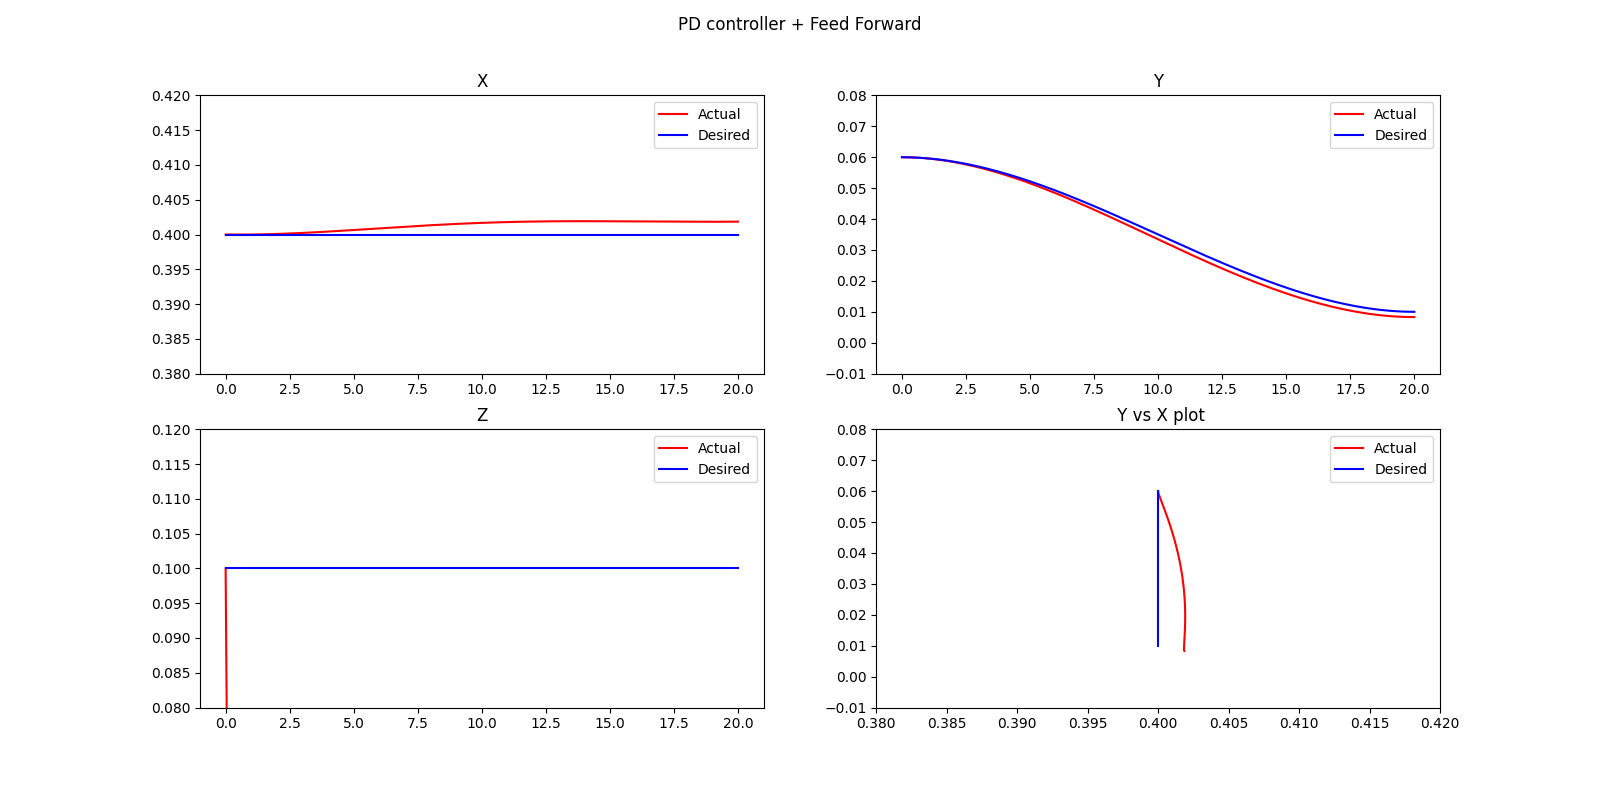 PD controller + Feed Forward
X
0.420
0.415
0.410
0.405
0.400
0.395
0.390
0.385
0.380
0.0 2.5 5.0 7.5 10.0 12.5 15.0 17.5 20.0
Actual
Desired
Y
0.08
0.07
0.06
0.05
0.04
0.03
0.02
0.01
0.00
−0.01
0.0 2.5 5.0 7.5 10.0 12.5 15.0 17.5 20.0
Actual
Desired
Z
0.120
0.115
0.110
0.105
0.100
0.095
0.090
0.085
0.080
0.0 2.5 5.0 7.5 10.0 12.5 15.0 17.5 20.0
Actual
Desired
Y vs X plot
0.08
0.07
0.06
0.05
0.04
0.03
0.02
0.01
0.00
−0.01
0.380 0.385 0.390 0.395 0.400 0.405 0.410 0.415 0.420
Actual
Desired